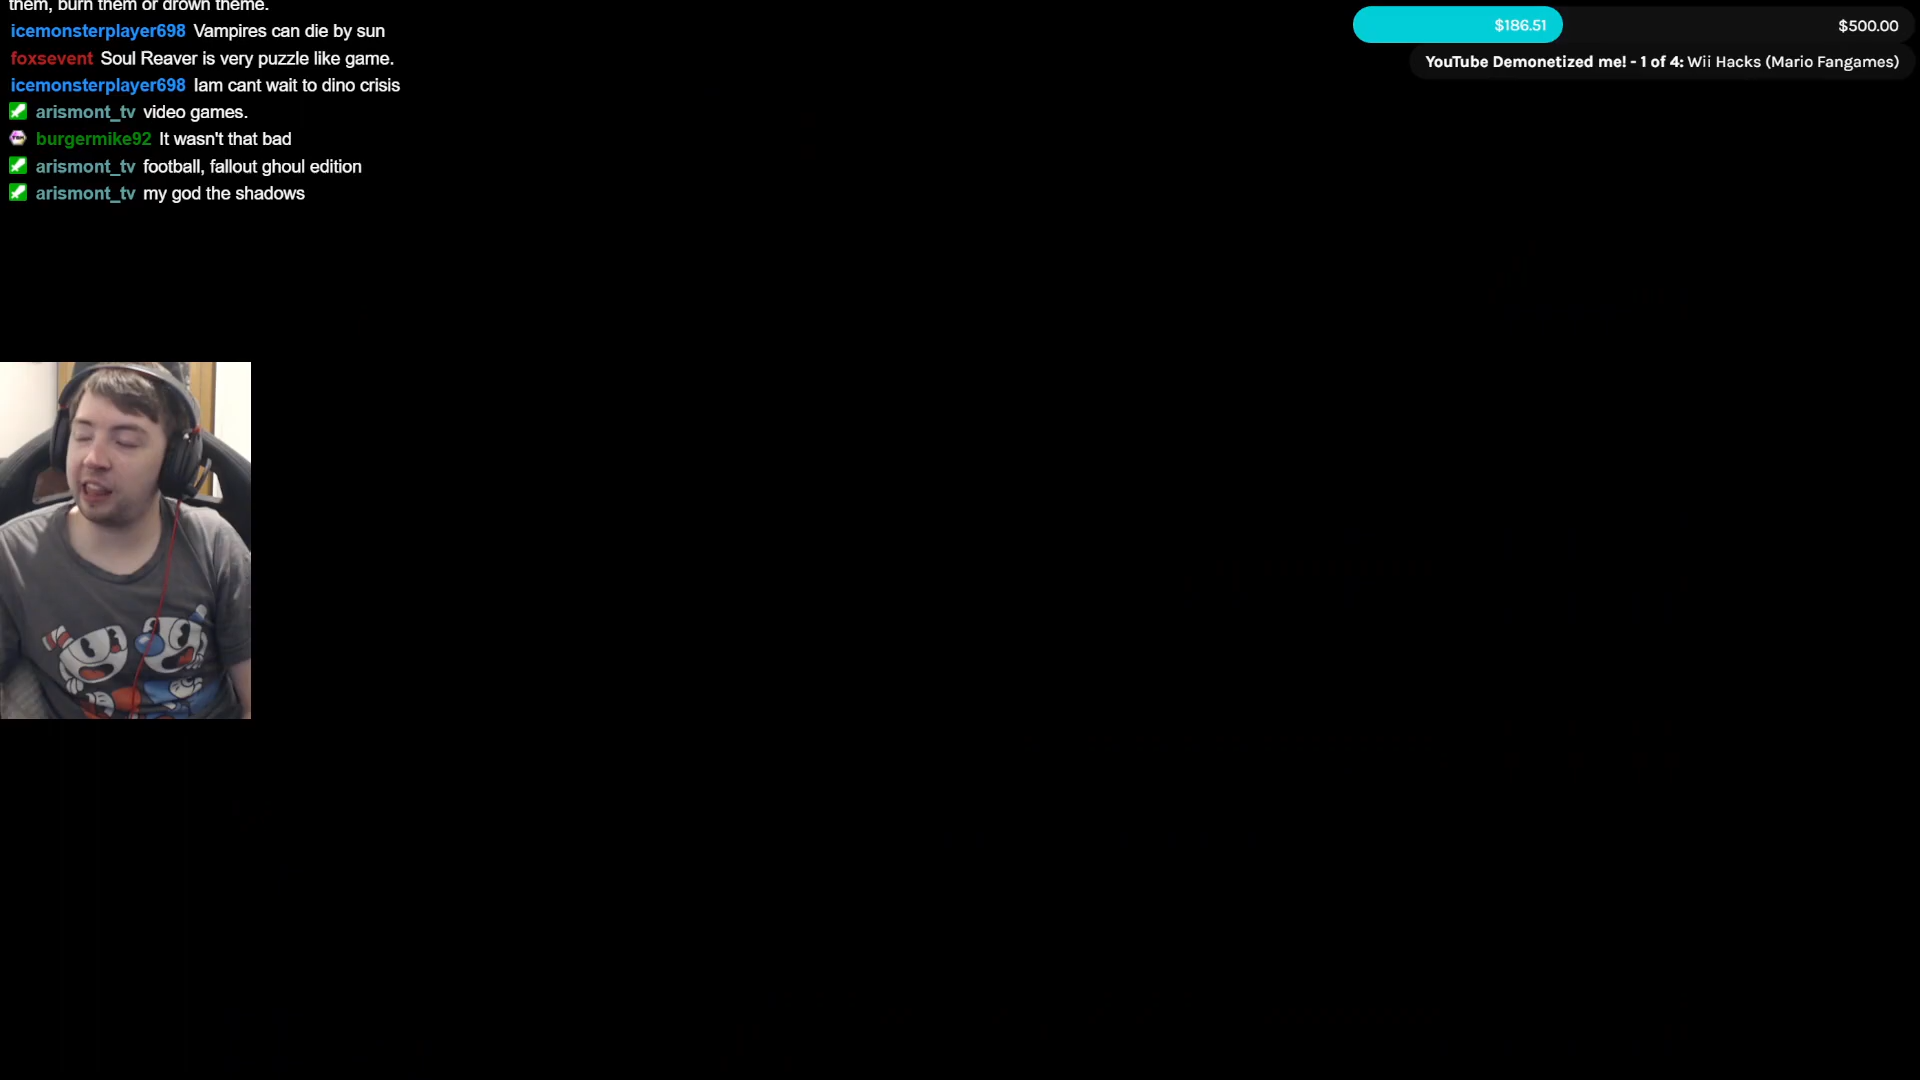 them, burn them or drown theme.
icemonsterplayer698 Vampires can die by sun
foxsevent Soul Reaver is very puzzle like game.
icemonsterplayer698 Iam cant wait to dino crisis
arismont_tv video games.
burgermike92 It wasn't that bad
arismont_tv football, fallout ghoul edition
arismont_tv my god the shadows
$186.51 $500.00
YouTube Demonetized me! - 1 of 4: Wii Hacks (Mario Fangames)